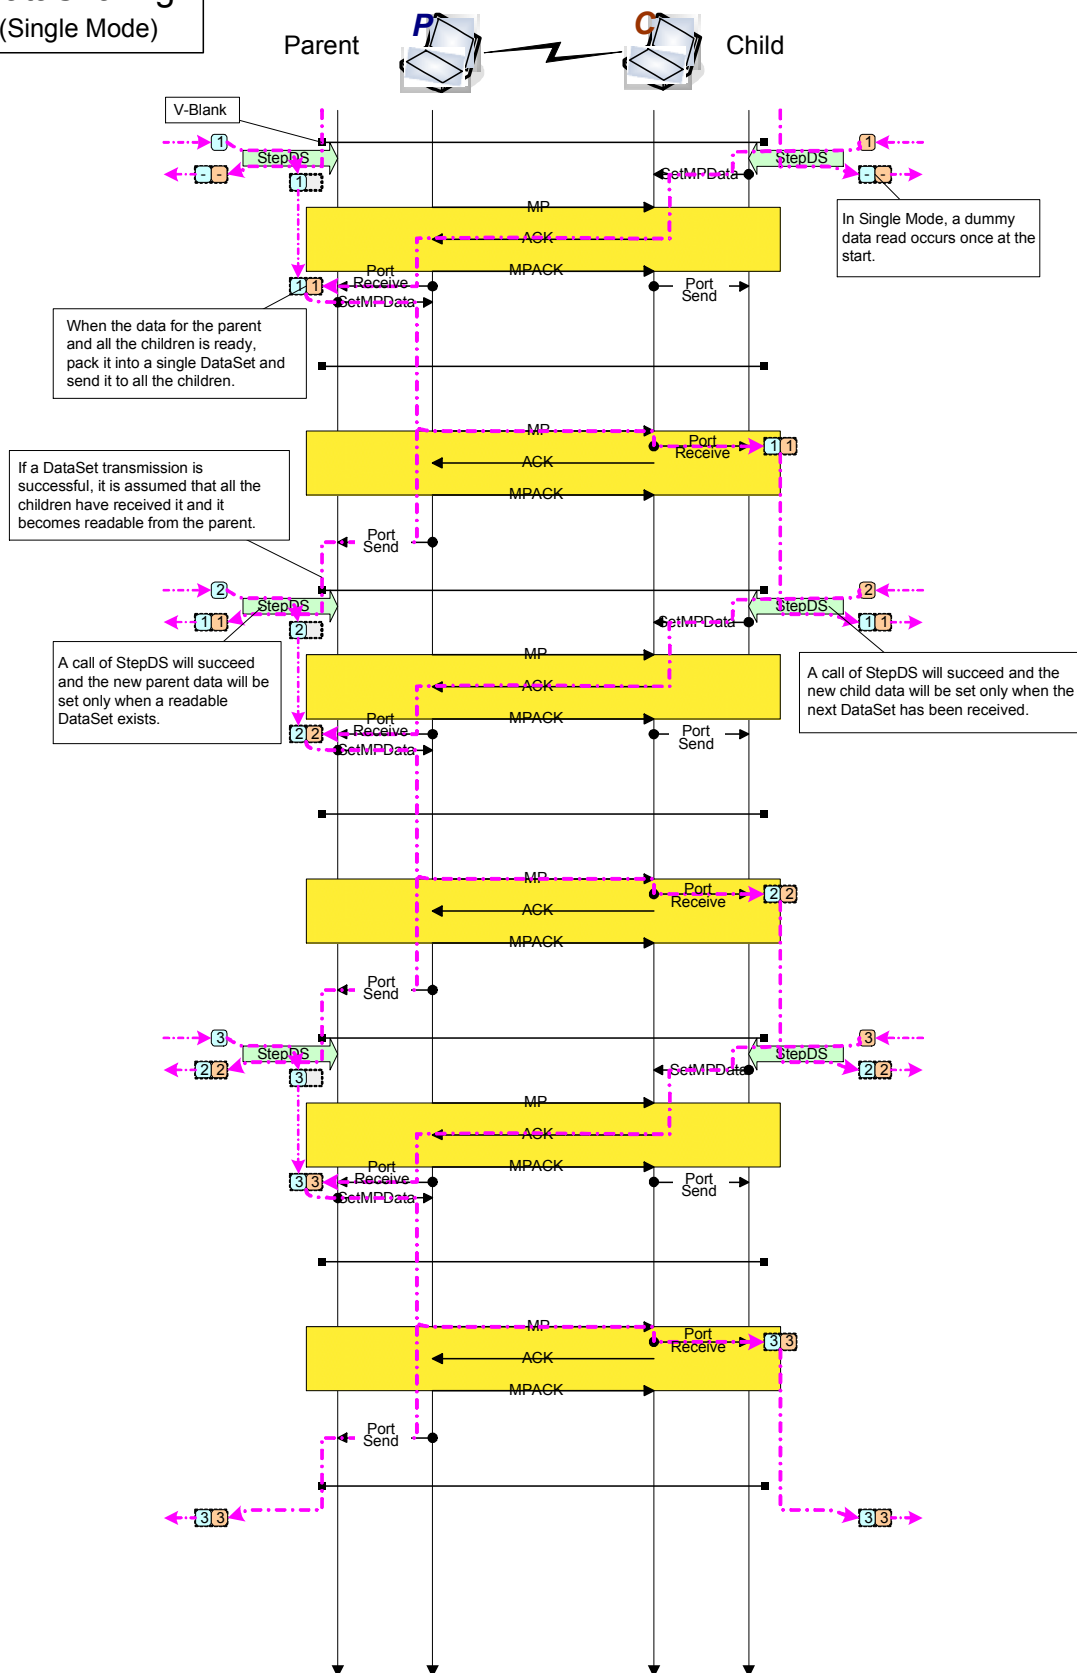 (Single Mode)
Parent
P
C
Child
V-Blank
1
1
StepDS
StepDS
- -
1
SetMPData
- -
In Single Mode, a dummy
data read occurs once at the
start.
MP
ACK
MPACK
Port
Receive
1 1
SetMPData
Port
Send
When the data for the parent
and all the children is ready,
pack it into a single DataSet and
send it to all the children.
MP
Port
Receive
1 1
ACK
MPACK
If a DataSet transmission is
successful, it is assumed that all the
children have received it and it
becomes readable from the parent.
Port
Send
2
2
StepDS
StepDS
1 1
2
SetMPData
1 1
A call of StepDS will succeed
and the new parent data will be
set only when a readable
DataSet exists.
A call of StepDS will succeed and the
new child data will be set only when the
next DataSet has been received.
MP
ACK
MPACK
Port
Receive
2 2
SetMPData
Port
Send
MP
Port
Receive
2 2
ACK
MPACK
Port
Send
3
3
StepDS
StepDS
2 2
3
SetMPData
2 2
MP
ACK
MPACK
Port
Receive
3 3
SetMPData
Port
Send
MP
Port
Receive
3 3
ACK
MPACK
Port
Send
3 3
3 3